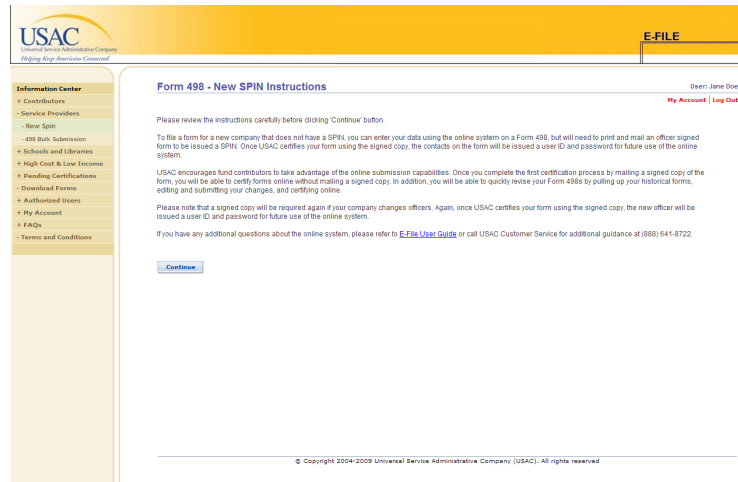 USAC
Universal Service Administrative Company
Helping Keep Americans Connected
E-FILE
Information Center
+ Contributors
- Service Providers
- New Spin
- 498 Bulk Submission
+ Schools and Libraries
+ High Cost & Low Income
+ Pending Certifications
- Download Forms
+ Authorized Users
+ My Account
+ FAQs
- Terms and Conditions
Form 498 - New SPIN Instructions
User: Jane Doe
My Account | Log Out
Please review the instructions carefully before clicking 'Continue' button.
To file a form for a new company that does not have a SPIN, you can enter your data using the online system on a Form 498, but will need to print and mail an officer signed
form to be issued a SPIN. Once USAC certifies your form using the signed copy, the contacts on the form will be issued a user ID and password for future use of the online
system.
USAC encourages fund contributors to take advantage of the online submission capabilities. Once you complete the first certification process by mailing a signed copy of the
form, you will be able to certify forms online without mailing a signed copy. In addition, you will be able to quickly revise your Form 498s by pulling up your historical forms,
editing and submitting your changes, and certifying online.
Please note that a signed copy will be required again if your company changes officers. Again, once USAC certifies your form using the signed copy, the new officer will be
issued a user ID and password for future use of the online system.
If you have any additional questions about the online system, please refer to E-File User Guide or call USAC Customer Service for additional guidance at (888) 641-8722.
Continue
© Copyright 2004-2009 Universal Service Administrative Company (USAC). All rights reserved